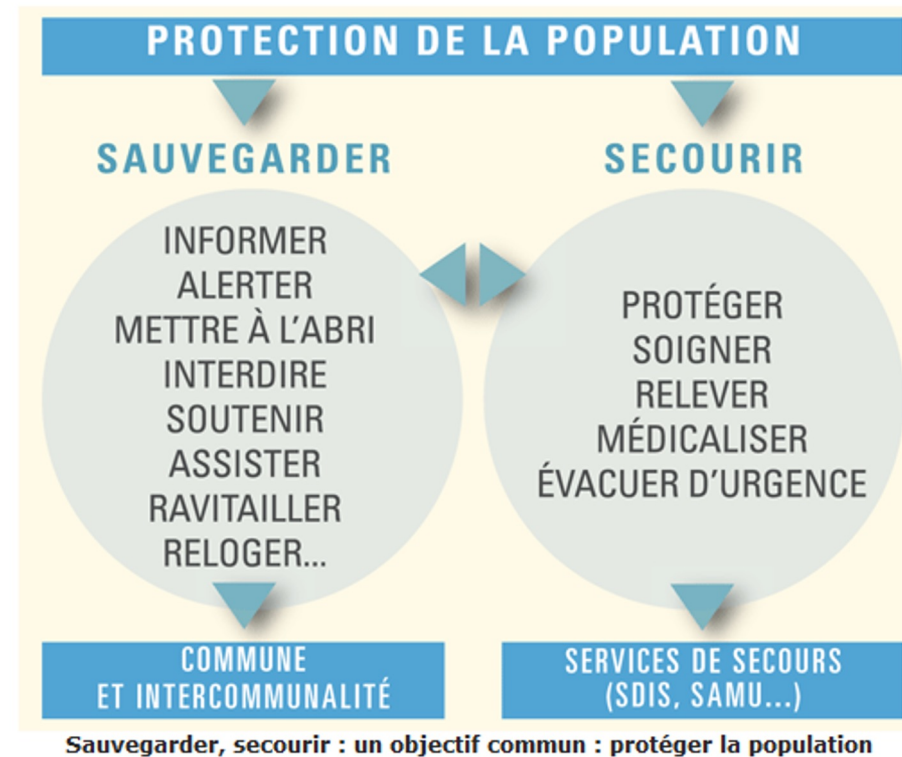 PROTECTION DE LA POPULATION
SAUVEGARDER
INFORMER
ALERTER
METTRE À L'ABRI
INTERDIRE
SOUTENIR
ASSISTER
RAVITAILLER
RELOGER...
COMMUNE
ET INTERCOMMUNALITÉ
SECOURIR
PROTÉGER
SOIGNER
RELEVER
MÉDICALISER
ÉVACUER D'URGENCE
SERVICES DE SECOURS
(SDIS, SAMU...)
Sauvegarder, secourir : un objectif commun : protéger la population